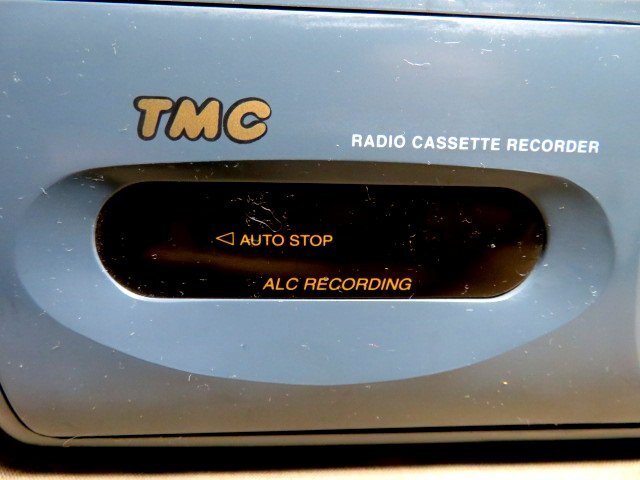 TMC
RADIO CASSETTE RECORDER
◁ AUTO STOP
ALC RECORDING